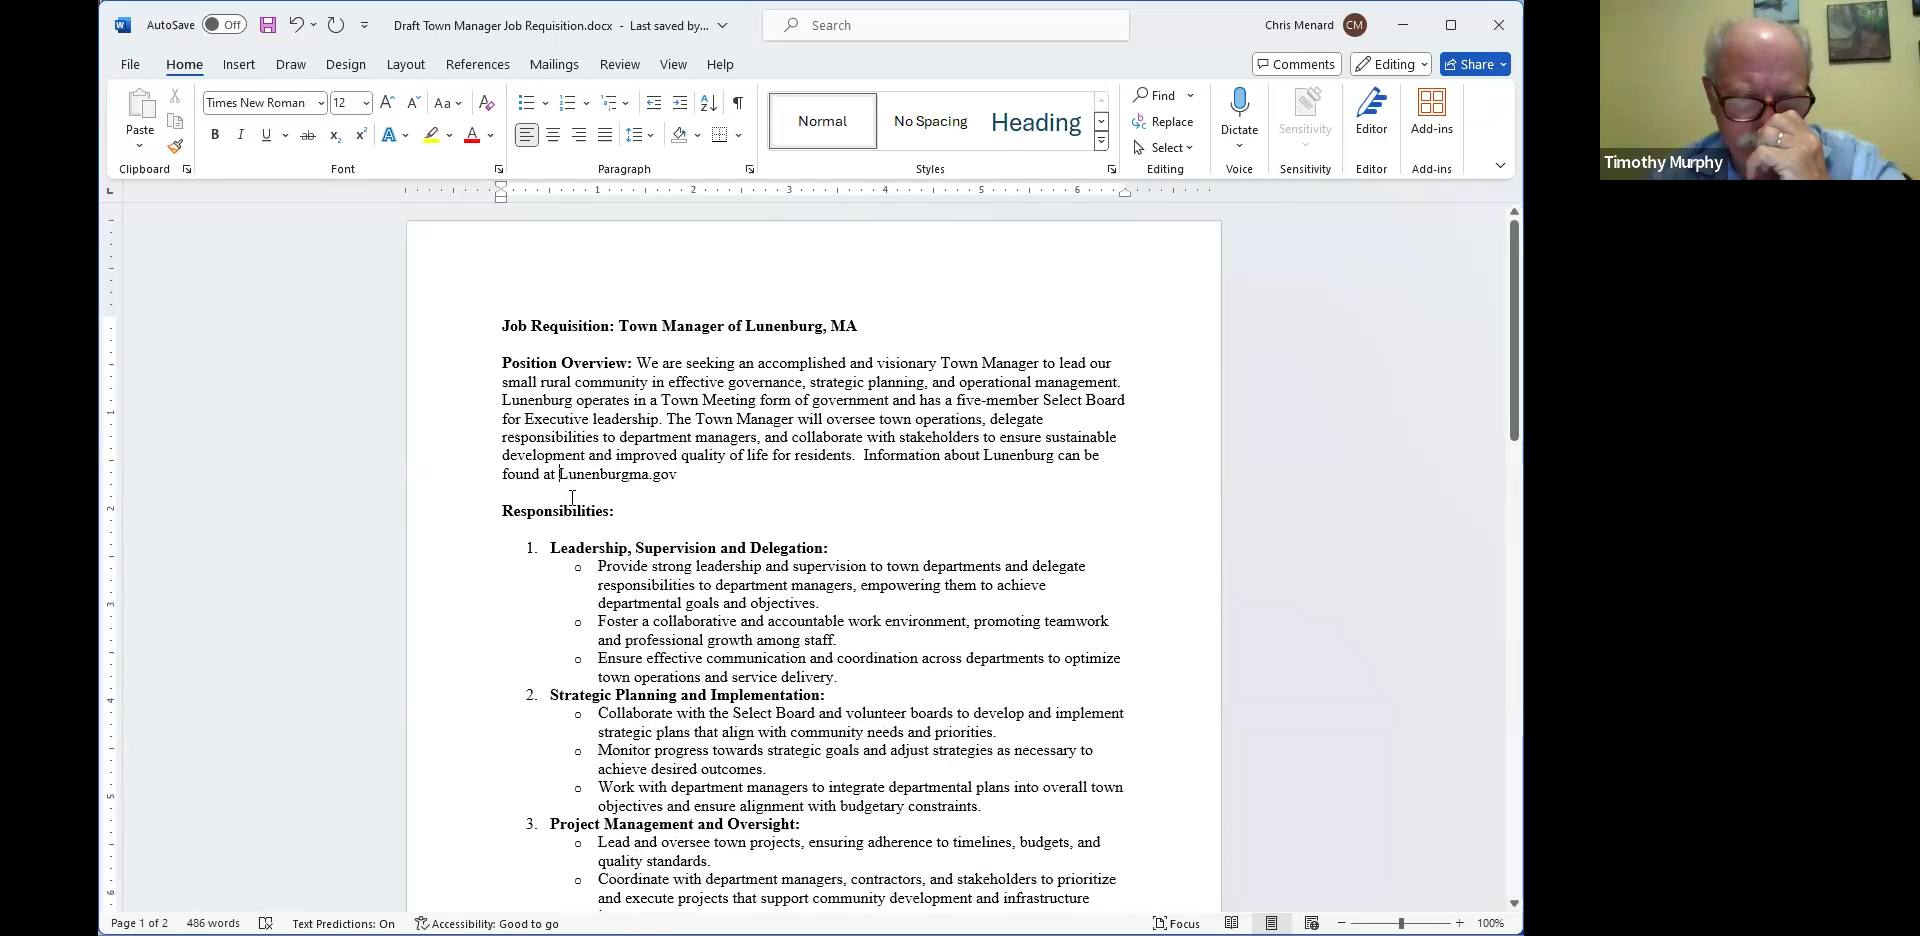 AutoSave Off Draft Town Manager Job Requisition.docx - Last saved by... Search Chris Menard CM
File Home Insert Draw Design Layout References Mailings Review View Help Comments Editing Share
Paste
Clipboard
Times New Roman 12 Aa
B I U ab x₂ x² A A
Font
Paragraph
Normal No Spacing Heading
Styles
Find
Replace
Select
Editing
Dictate
Voice
Sensitivity
Sensitivity
Editor
Editor
Add-ins
Add-ins
Timothy Murphy
1 2 3 4 5 6
Job Requisition: Town Manager of Lunenburg, MA
Position Overview: We are seeking an accomplished and visionary Town Manager to lead our
small rural community in effective governance, strategic planning, and operational management.
Lunenburg operates in a Town Meeting form of government and has a five-member Select Board
for Executive leadership. The Town Manager will oversee town operations, delegate
responsibilities to department managers, and collaborate with stakeholders to ensure sustainable
development and improved quality of life for residents.  Information about Lunenburg can be
found at Lunenburgma.gov
Responsibilities:
1. Leadership, Supervision and Delegation:
o Provide strong leadership and supervision to town departments and delegate
responsibilities to department managers, empowering them to achieve
departmental goals and objectives.
o Foster a collaborative and accountable work environment, promoting teamwork
and professional growth among staff.
o Ensure effective communication and coordination across departments to optimize
town operations and service delivery.
2. Strategic Planning and Implementation:
o Collaborate with the Select Board and volunteer boards to develop and implement
strategic plans that align with community needs and priorities.
o Monitor progress towards strategic goals and adjust strategies as necessary to
achieve desired outcomes.
o Work with department managers to integrate departmental plans into overall town
objectives and ensure alignment with budgetary constraints.
3. Project Management and Oversight:
o Lead and oversee town projects, ensuring adherence to timelines, budgets, and
quality standards.
o Coordinate with department managers, contractors, and stakeholders to prioritize
and execute projects that support community development and infrastructure
1
2
3
4
5
6
Page 1 of 2 486 words Text Predictions: On Accessibility: Good to go Focus 100%